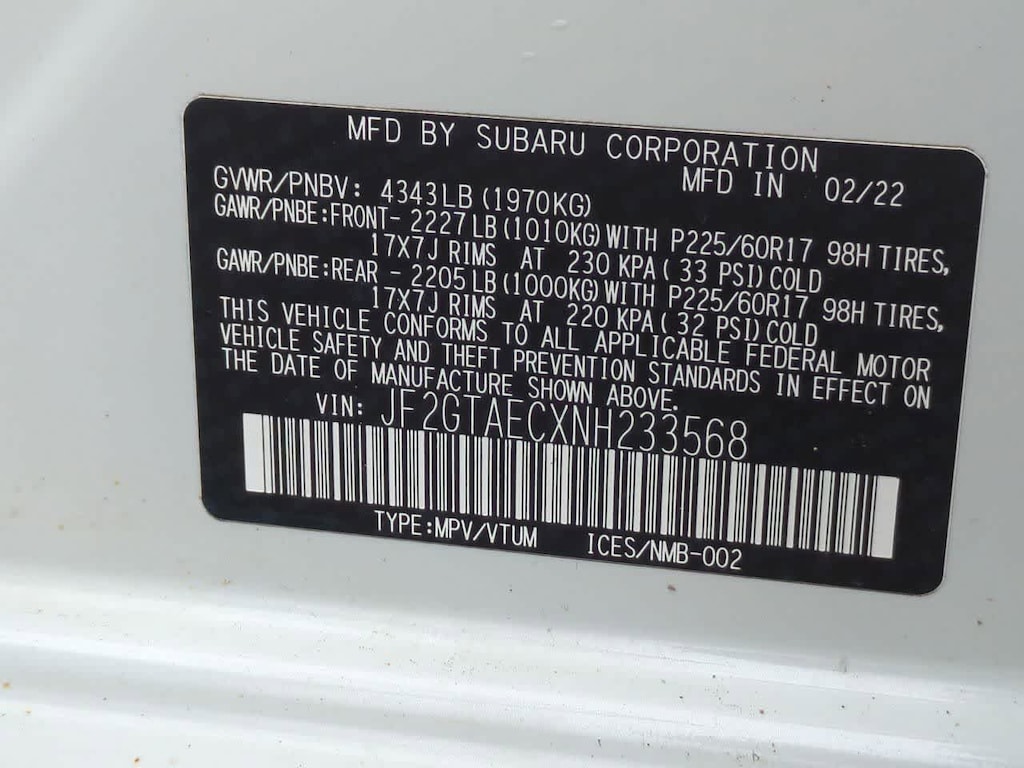 MFD BY SUBARU CORPORATION
MFD IN 02/22
GVWR/PNBV: 4343LB (1970KG)
GAWR/PNBE:FRONT- 2227LB(1010KG)WITH P225/60R17 98H TIRES,
17X7J RIMS AT 230 KPA( 33 PSI)COLD
GAWR/PNBE:REAR - 2205LB(1000KG)WITH P225/60R17 98H TIRES,
17X7J RIMS AT 220 KPA( 32 PSI)COLD
THIS VEHICLE CONFORMS TO ALL APPLICABLE FEDERAL MOTOR
VEHICLE SAFETY AND THEFT PREVENTION STANDARDS IN EFFECT ON
THE DATE OF MANUFACTURE SHOWN ABOVE.
VIN: JF2GTAECXNH233568
TYPE:MPV/VTUM ICES/NMB-002